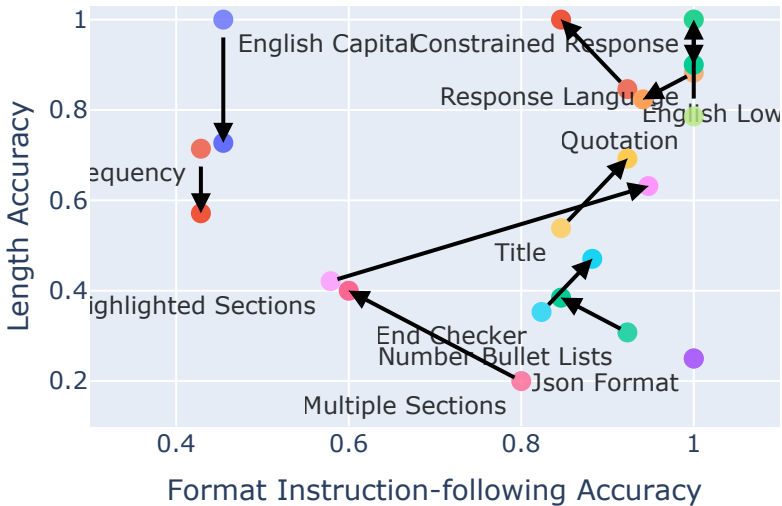 1
English Capital
Constrained Response
0.8
Response Language
English Low
Quotation
equency
0.6
Title
0.4
ighlighted Sections
End Checker
Number Bullet Lists
0.2
Json Format
Multiple Sections
Length Accuracy
0.4
0.6
0.8
1
Format Instruction-following Accuracy